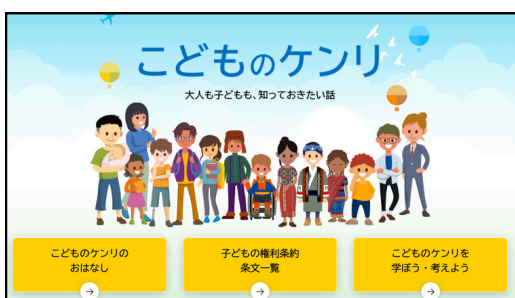 こどものケンリ
大人も子どもも、知っておきたい話
こどものケンリの
おはなし
→
子どもの権利条約
条文一覧
→
こどものケンリを
学ぼう・考えよう
→